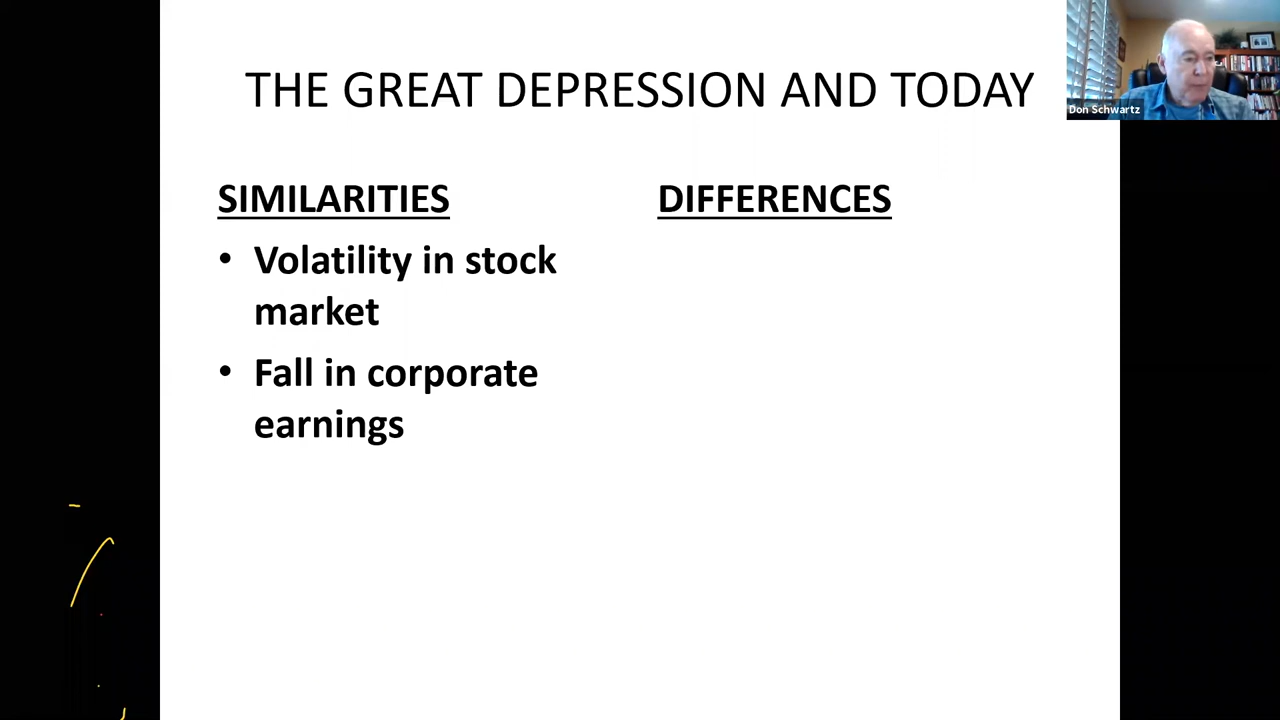 THE GREAT DEPRESSION AND TODAY
Don Schwartz
SIMILARITIES
• Volatility in stock
market
• Fall in corporate
earnings
DIFFERENCES